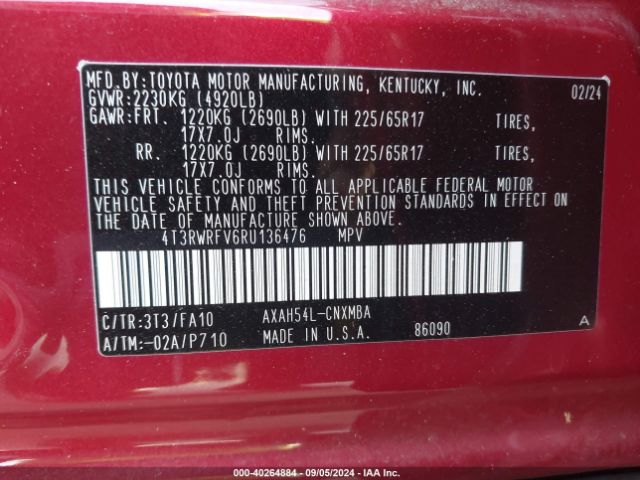 MFD.BY:TOYOTA MOTOR MANUFACTURING, KENTUCKY, INC. 02/24
GVWR:2230KG (4920LB)
GAWR:FRT. 1220KG (2690LB) WITH 225/65R17 TIRES,
17X7.0J RIMS.
RR. 1220KG (2690LB) WITH 225/65R17 TIRES,
17X7.0J RIMS.
THIS VEHICLE CONFORMS TO ALL APPLICABLE FEDERAL MOTOR
VEHICLE SAFETY AND THEFT PREVENTION STANDARDS IN EFFECT ON
THE DATE OF MANUFACTURE SHOWN ABOVE.
4T3RWRFV6RU136476 MPV
C/TR:3T3/FA10 AXAH54L-CNXMBA A
A/TM:-02A/P710 MADE IN U.S.A. 86090
000-40264884 - 09/05/2024 - IAA Inc.